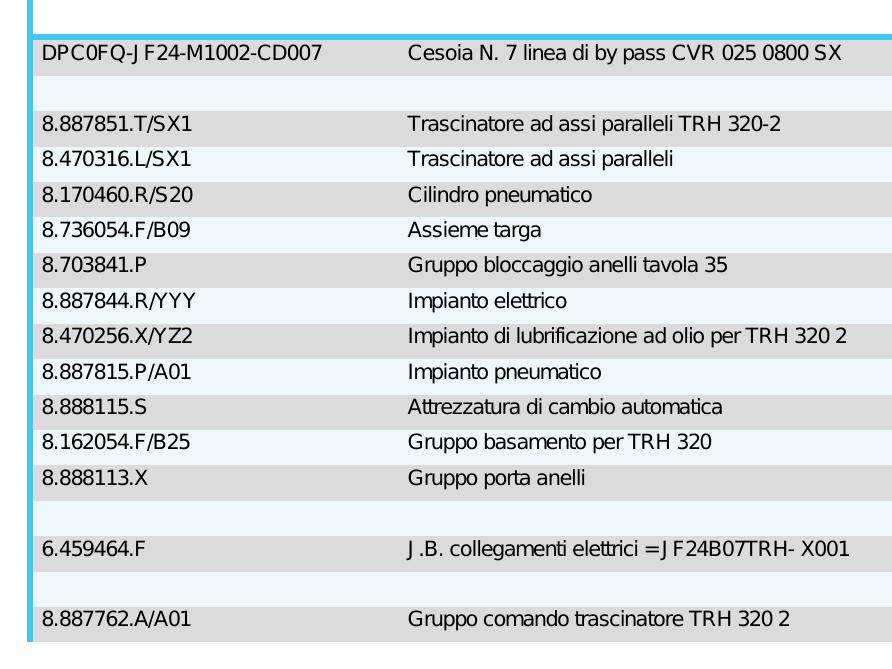 DPC0FQ-JF24-M1002-CD007 Cesoia N. 7 linea di by pass CVR 025 0800 SX
8.887851.T/SX1 Trascinatore ad assi paralleli TRH 320-2
8.470316.L/SX1 Trascinatore ad assi paralleli
8.170460.R/S20 Cilindro pneumatico
8.736054.F/B09 Assieme targa
8.703841.P Gruppo bloccaggio anelli tavola 35
8.887844.R/YYY Impianto elettrico
8.470256.X/YZ2 Impianto di lubrificazione ad olio per TRH 320 2
8.887815.P/A01 Impianto pneumatico
8.888115.S Attrezzatura di cambio automatica
8.162054.F/B25 Gruppo basamento per TRH 320
8.888113.X Gruppo porta anelli
6.459464.F J.B. collegamenti elettrici =JF24B07TRH- X001
8.887762.A/A01 Gruppo comando trascinatore TRH 320 2